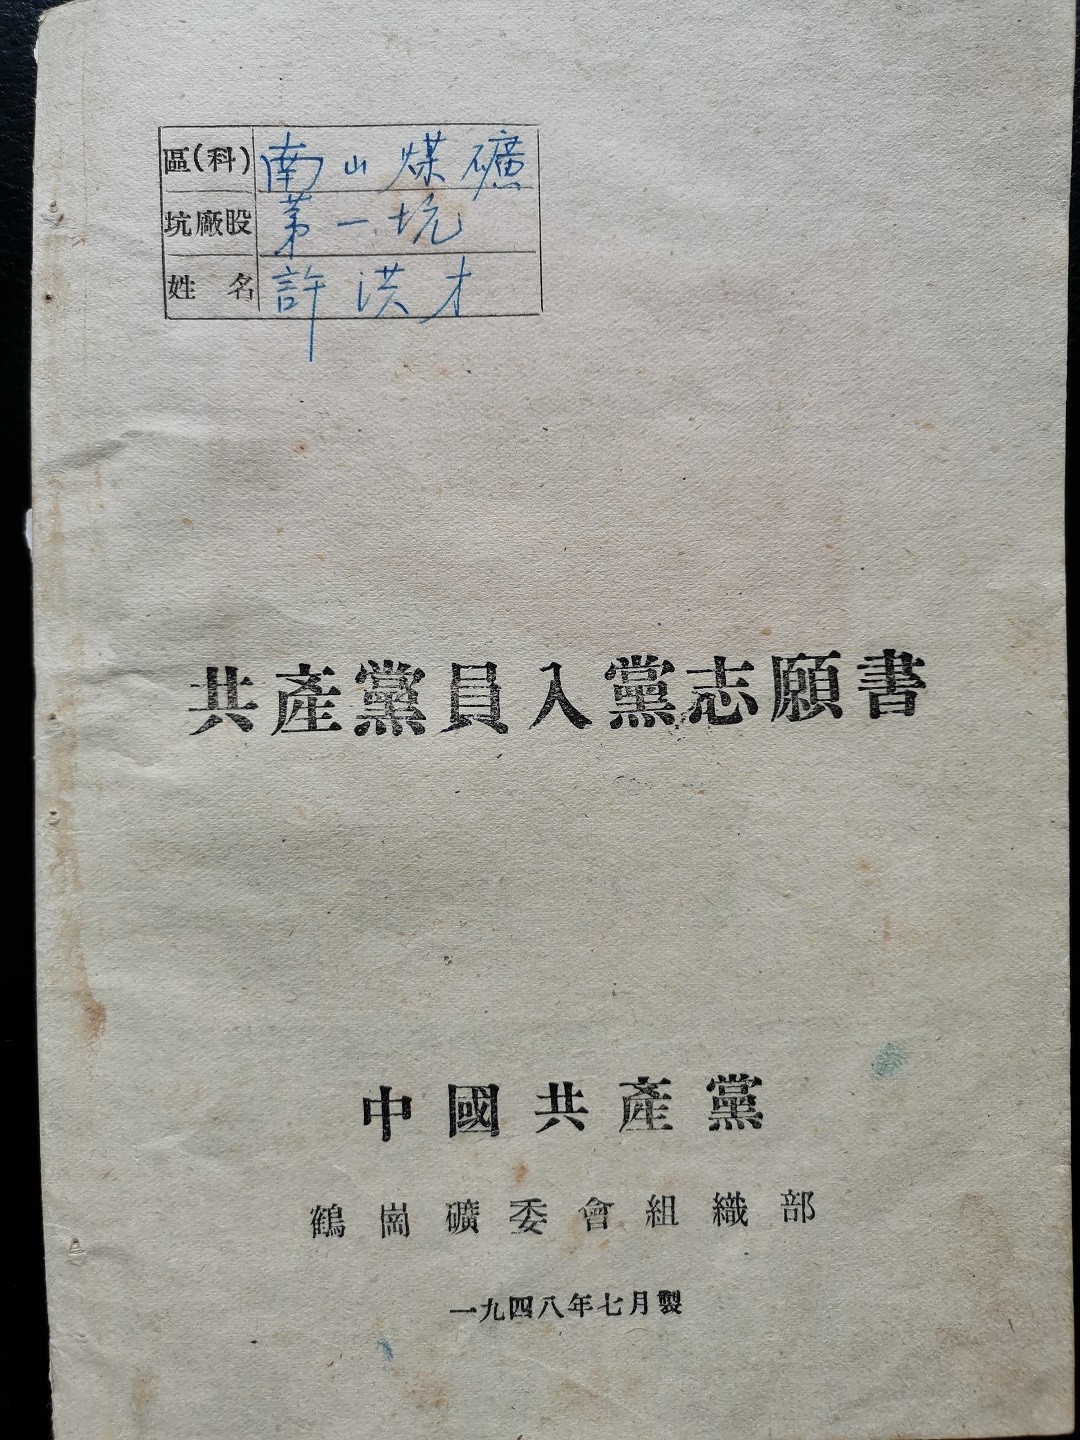 區(科) 南山煤礦
坑廠股 第一坑
姓名 許洪才
共產黨員入黨志願書
中國共產黨
鶴崗礦委會組織部
一九四八年七月製